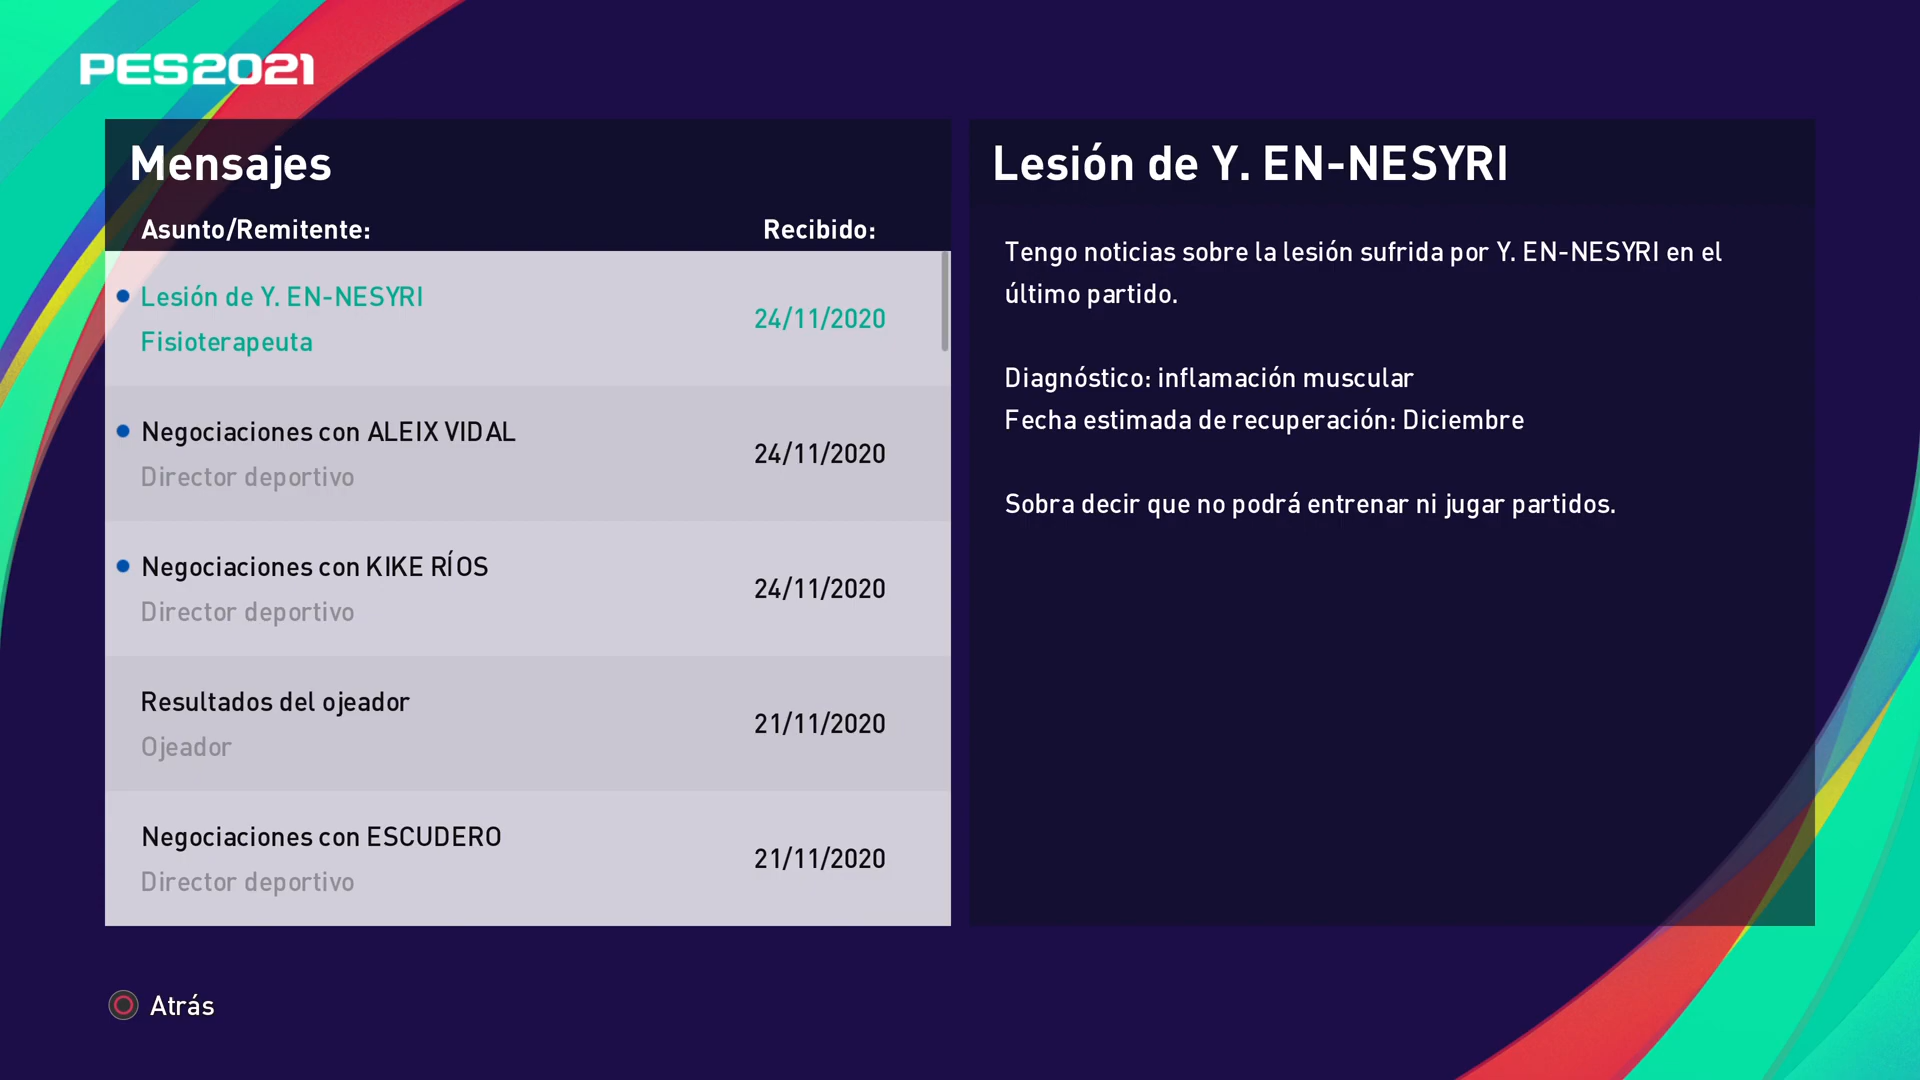 PES2021
Mensajes
Asunto/Remitente:
Recibido:
Lesión de Y. EN-NESYRI
Fisioterapeuta
24/11/2020
Negociaciones con ALEIX VIDAL
Director deportivo
24/11/2020
Negociaciones con KIKE RÍOS
Director deportivo
24/11/2020
Resultados del ojeador
Ojeador
21/11/2020
Negociaciones con ESCUDERO
Director deportivo
21/11/2020
Lesión de Y. EN-NESYRI
Tengo noticias sobre la lesión sufrida por Y. EN-NESYRI en el
último partido.
Diagnóstico: inflamación muscular
Fecha estimada de recuperación: Diciembre
Sobra decir que no podrá entrenar ni jugar partidos.
Atrás